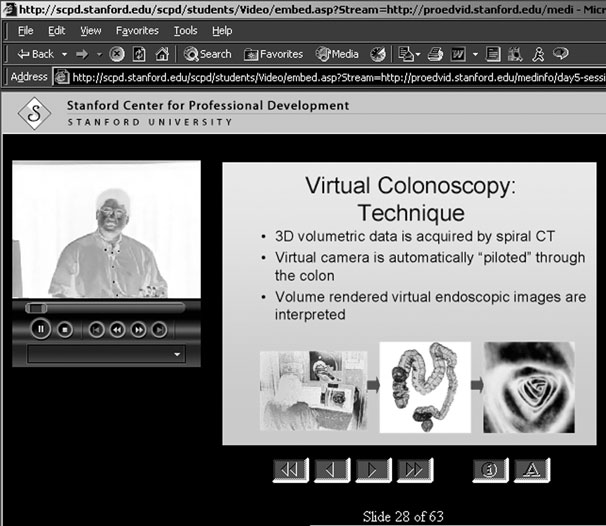 http://scpd.stanford.edu/scpd/students/Video/embed.asp?Stream=http://proedvid.stanford.edu/medi - Micr
File Edit View Favorites Tools Help
Back Search Favorites Media
Address http://scpd.stanford.edu/scpd/students/Video/embed.asp?Stream=http://proedvid.stanford.edu/medinfo/day5-sessi
S Stanford Center for Professional Development
STANFORD UNIVERSITY
Virtual Colonoscopy:
Technique
• 3D volumetric data is acquired by spiral CT
• Virtual camera is automatically “piloted” through
the colon
• Volume rendered virtual endoscopic images are
interpreted
A
Slide 28 of 63